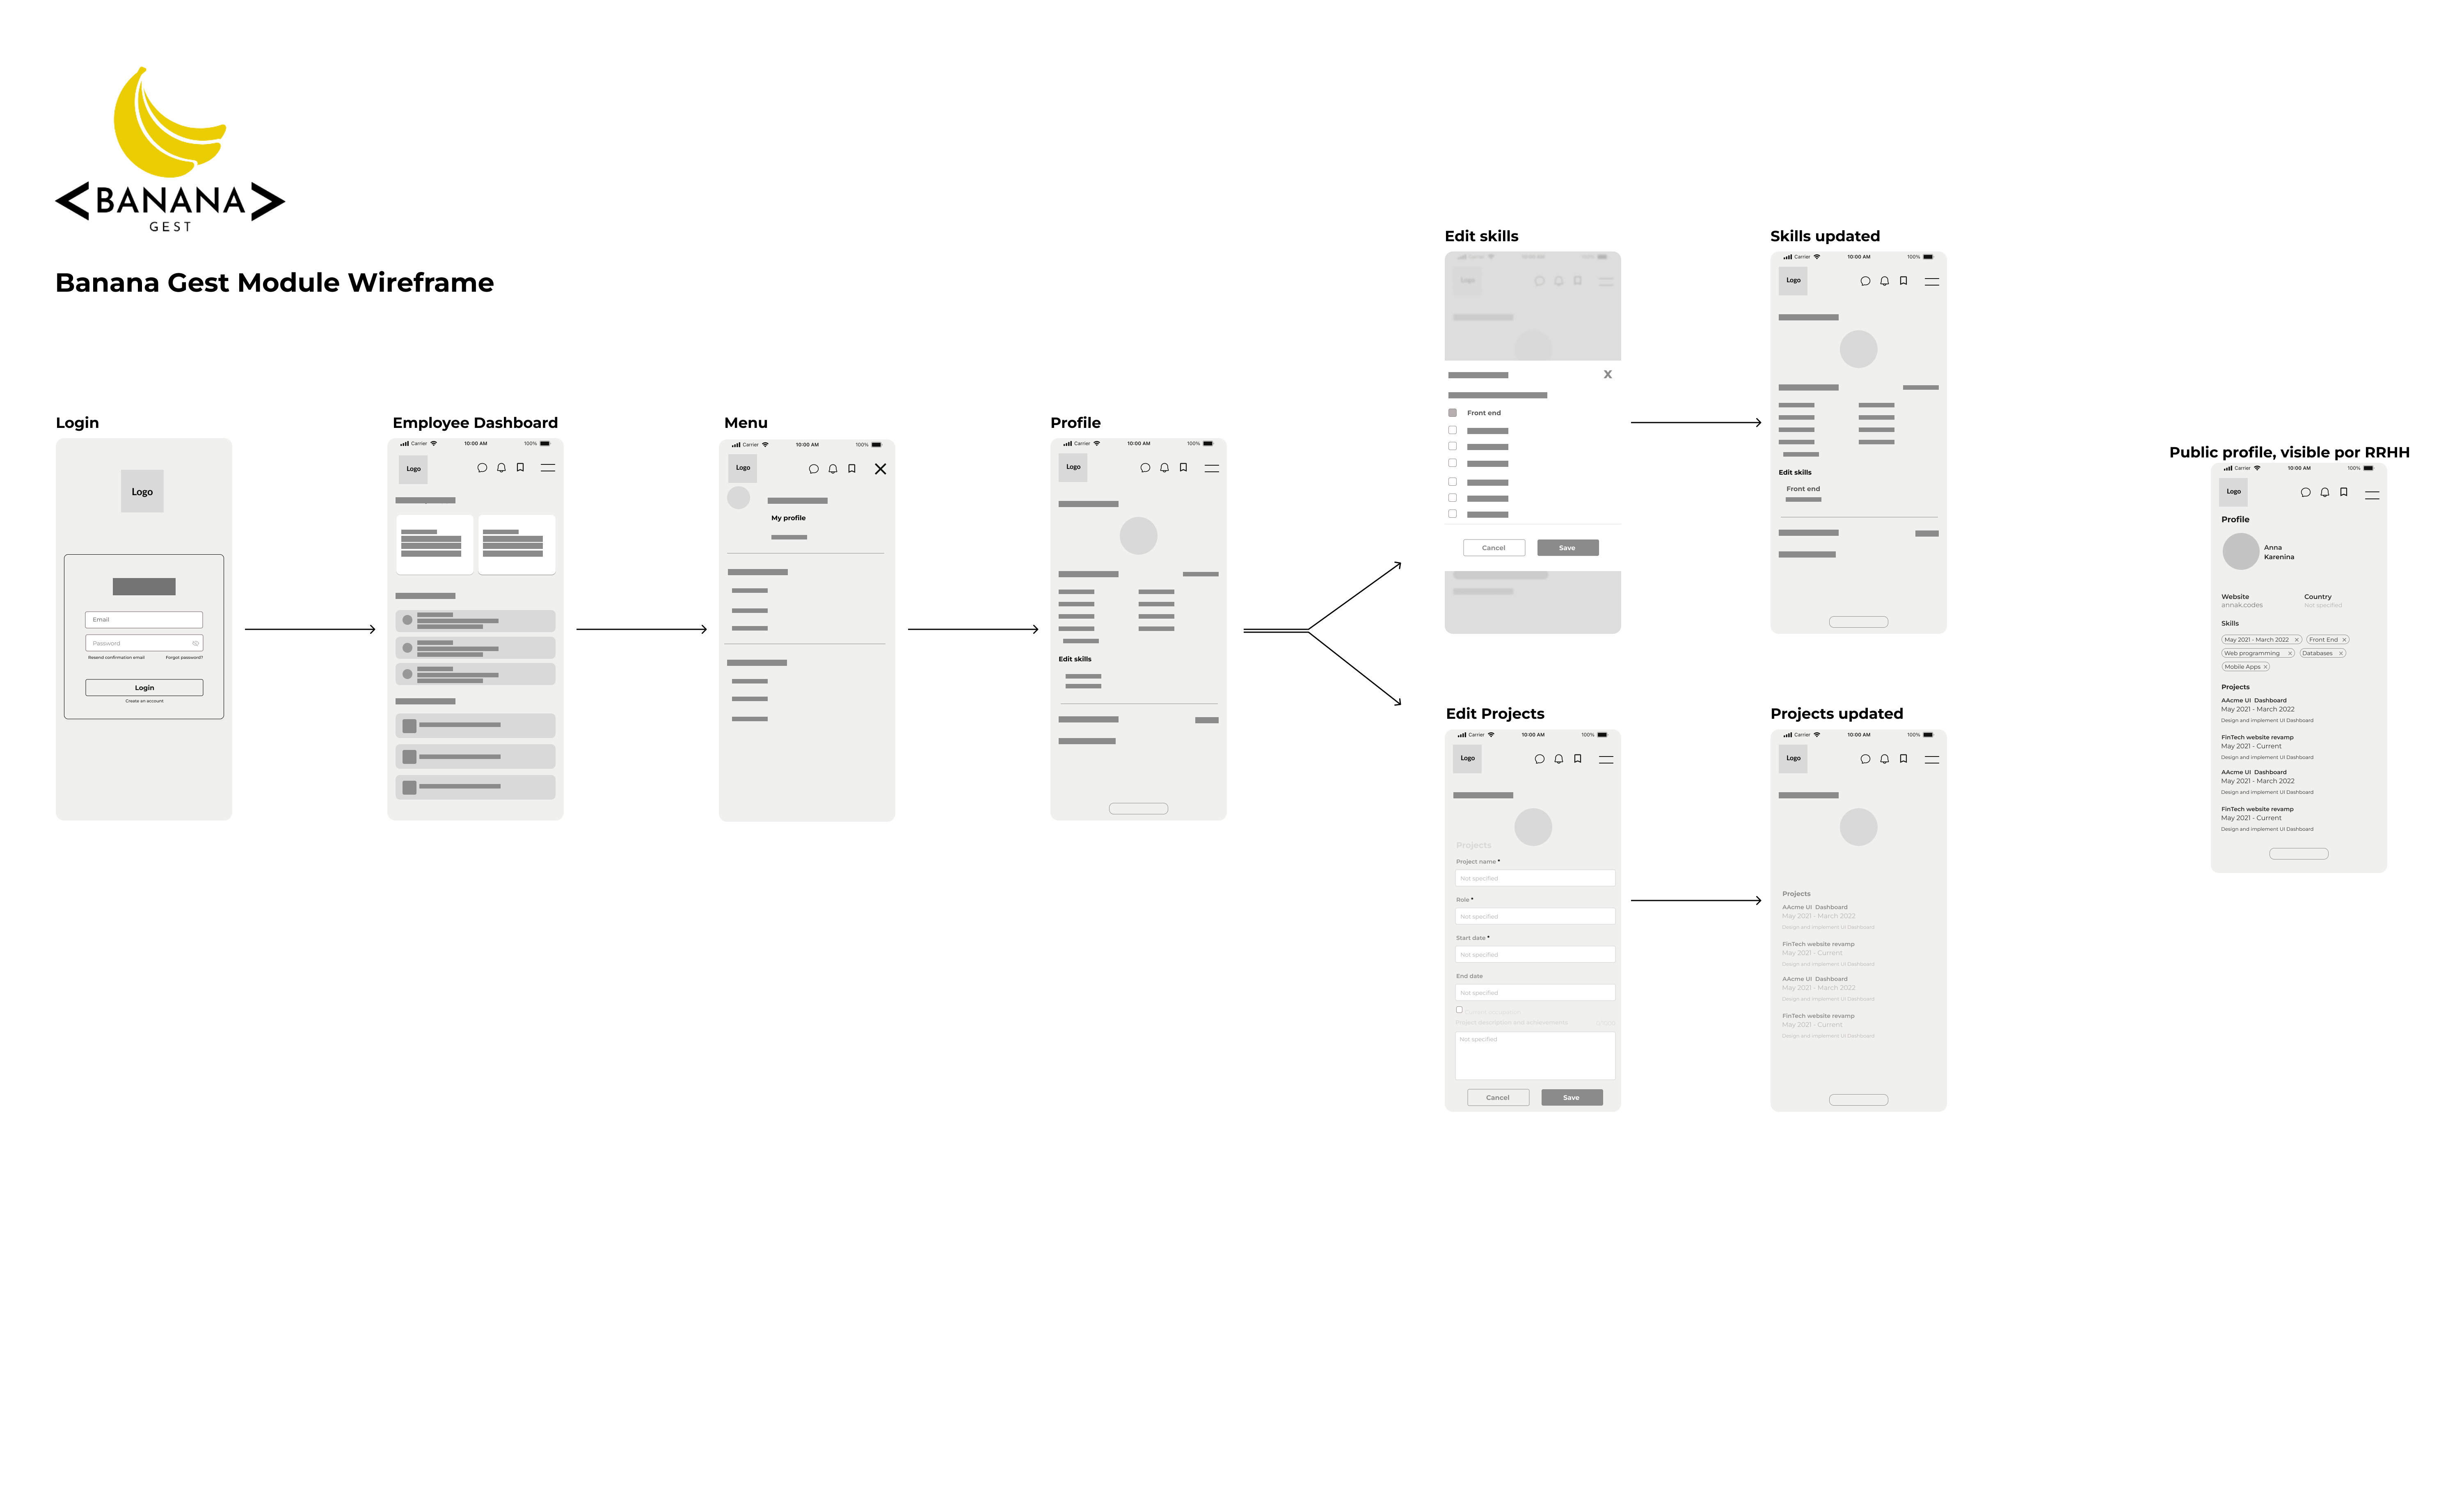 <BANANA>
GEST
Banana Gest Module Wireframe
Login
Logo
Email
Password
Resend confirmation email Forgot password?
Login
Create an account
Employee Dashboard
Carrier 10:00 AM 100%
Logo
Menu
Carrier 10:00 AM 100%
Logo
My profile
Profile
Carrier 10:00 AM 100%
Logo
Edit skills
Edit skills
Carrier 10:00 AM 100%
Logo
X
Front end
Cancel Save
Skills updated
Carrier 10:00 AM 100%
Logo
Edit skills
Front end
Edit Projects
Carrier 10:00 AM 100%
Logo
Projects
Project name *
Not specified
Role *
Not specified
Start date *
Not specified
End date
Not specified
Project description and achievements
Not specified
Cancel Save
Projects updated
Carrier 10:00 AM 100%
Logo
Projects
AAcme UI Dashboard
May 2021 - March 2022
Design and implement UI Dashboard
FinTech website revamp
May 2021 - Current
Design and implement UI Dashboard
AAcme UI Dashboard
May 2021 - March 2022
Design and implement UI Dashboard
FinTech website revamp
May 2021 - Current
Design and implement UI Dashboard
Public profile, visible por RRHH
Carrier 10:00 AM 100%
Logo
Profile
Anna
Karenina
Website Country
annak.codes Not specified
Skills
May 2021 - March 2022 × Front End ×
Web programming × Databases ×
Mobile Apps ×
Projects
AAcme UI Dashboard
May 2021 - March 2022
Design and implement UI Dashboard
FinTech website revamp
May 2021 - Current
Design and implement UI Dashboard
AAcme UI Dashboard
May 2021 - March 2022
Design and implement UI Dashboard
FinTech website revamp
May 2021 - Current
Design and implement UI Dashboard